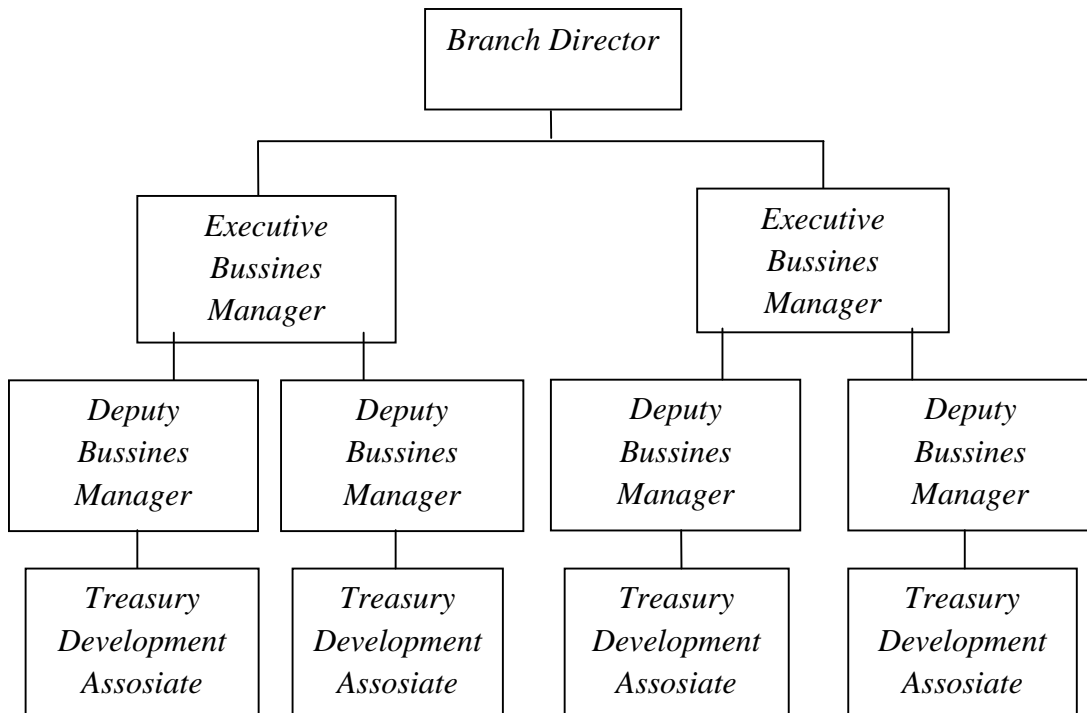 Branch Director
Executive
Bussines
Manager
Executive
Bussines
Manager
Deputy
Bussines
Manager
Deputy
Bussines
Manager
Deputy
Bussines
Manager
Deputy
Bussines
Manager
Treasury
Development
Assosiate
Treasury
Development
Assosiate
Treasury
Development
Assosiate
Treasury
Development
Assosiate